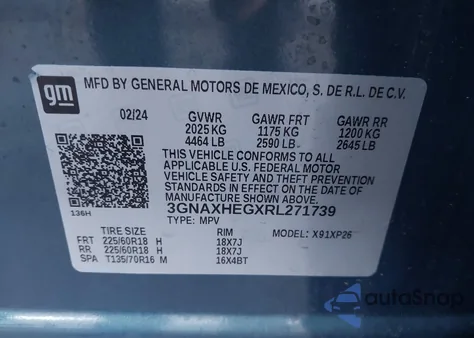 gm
MFD BY GENERAL MOTORS DE MEXICO, S. DE R.L. DE C.V.
02/24 GVWR GAWR FRT GAWR RR
2025 KG 1175 KG 1200 KG
4464 LB 2590 LB 2645 LB
THIS VEHICLE CONFORMS TO ALL
APPLICABLE U.S. FEDERAL MOTOR
VEHICLE SAFETY AND THEFT
PREVENTION STANDARDS IN
EFFECT ON THE DATE OF
MANUFACTURE SHOWN ABOVE.
136H 3GNAXHEGXRL271739
TYPE: MPV
TIRE SIZE RIM MODEL: X91XP26
FRT 225/60R18 H 18X7J
RR 225/60R18 H 18X7J
SPA T135/70R16 M 16X4BT
autoSnap